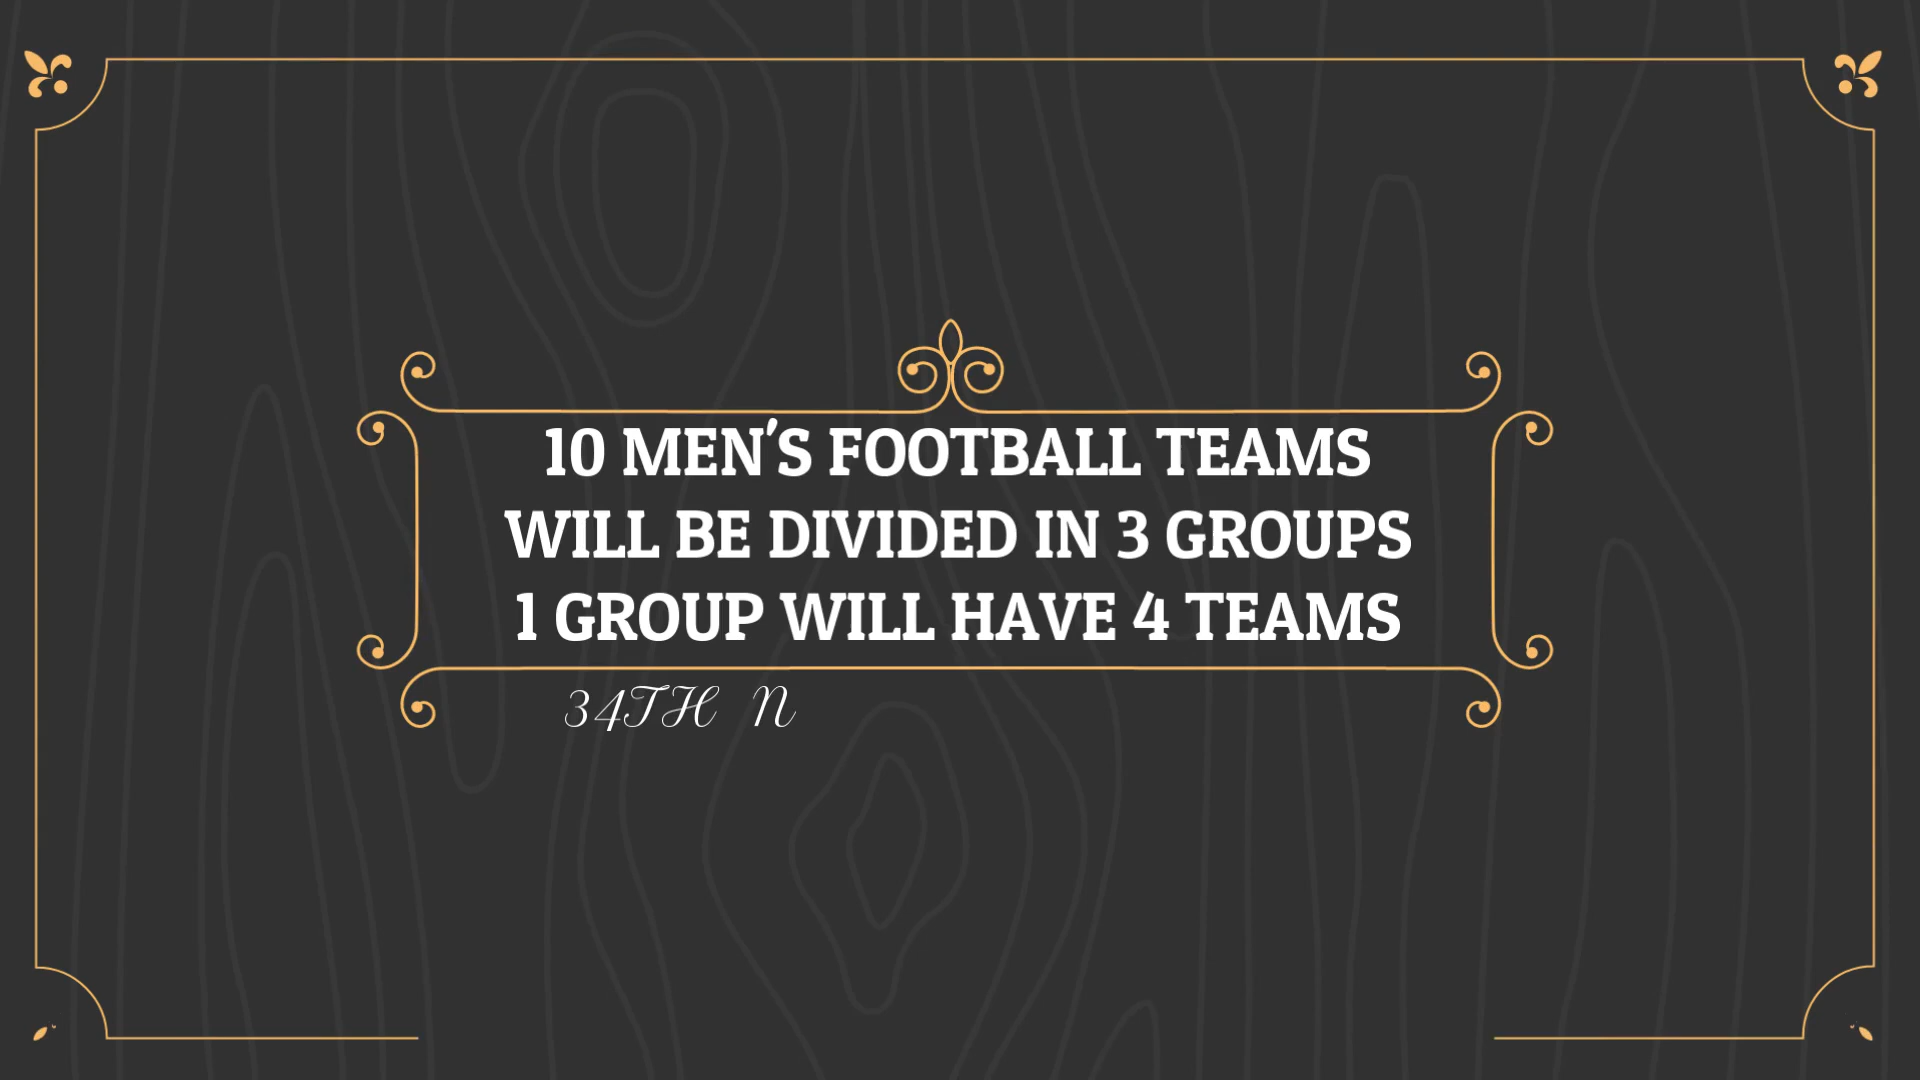 10 MEN'S FOOTBALL TEAMS
WILL BE DIVIDED IN 3 GROUPS
1 GROUP WILL HAVE 4 TEAMS
34TH N